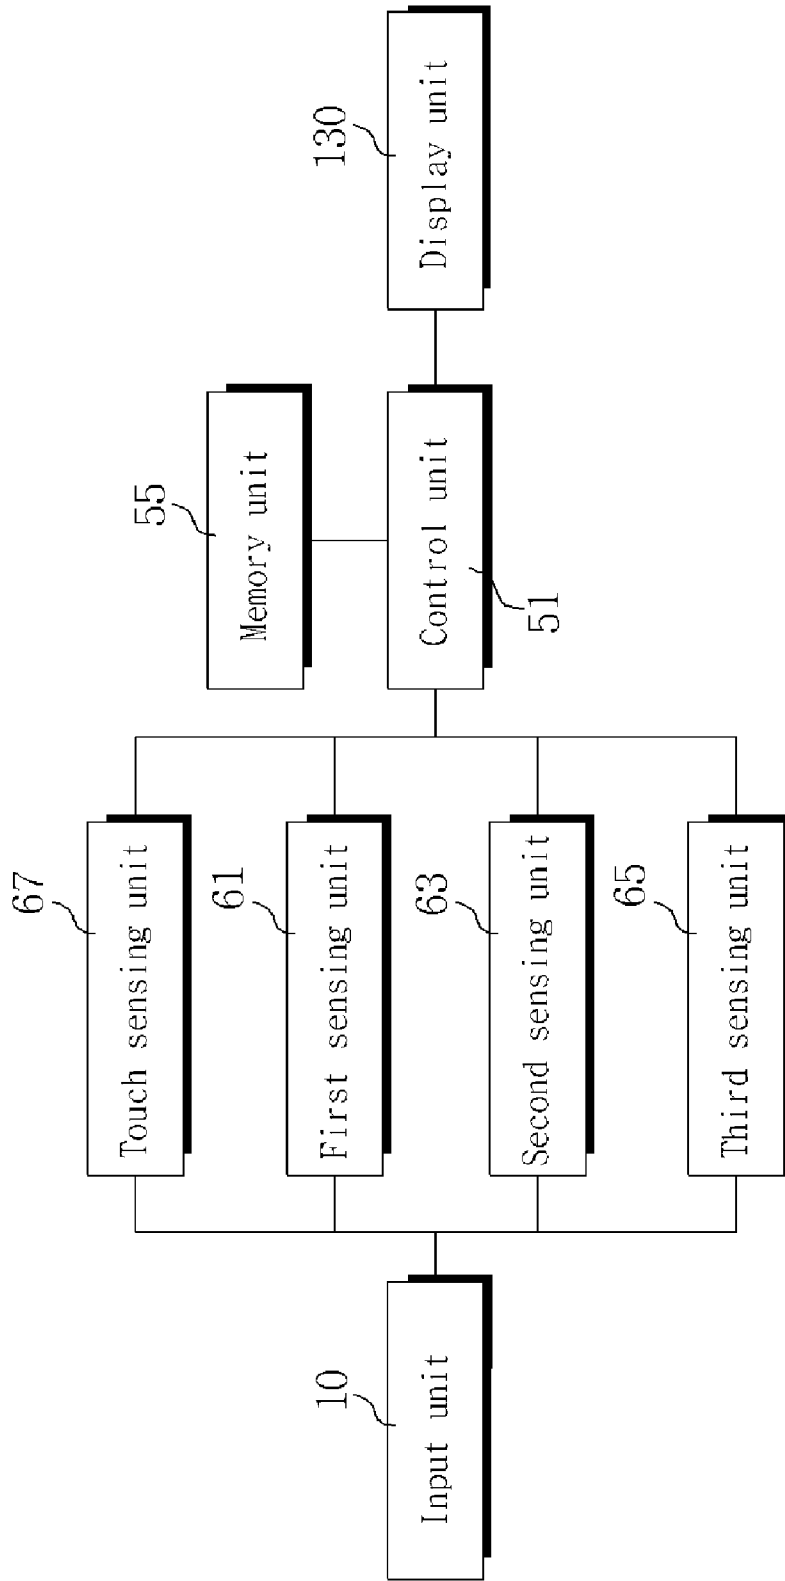 67
Touch sensing unit
61
First sensing unit
10
Input unit
63
Second sensing unit
65
Third sensing unit
55
Memory unit
Control unit
51
130
Display unit